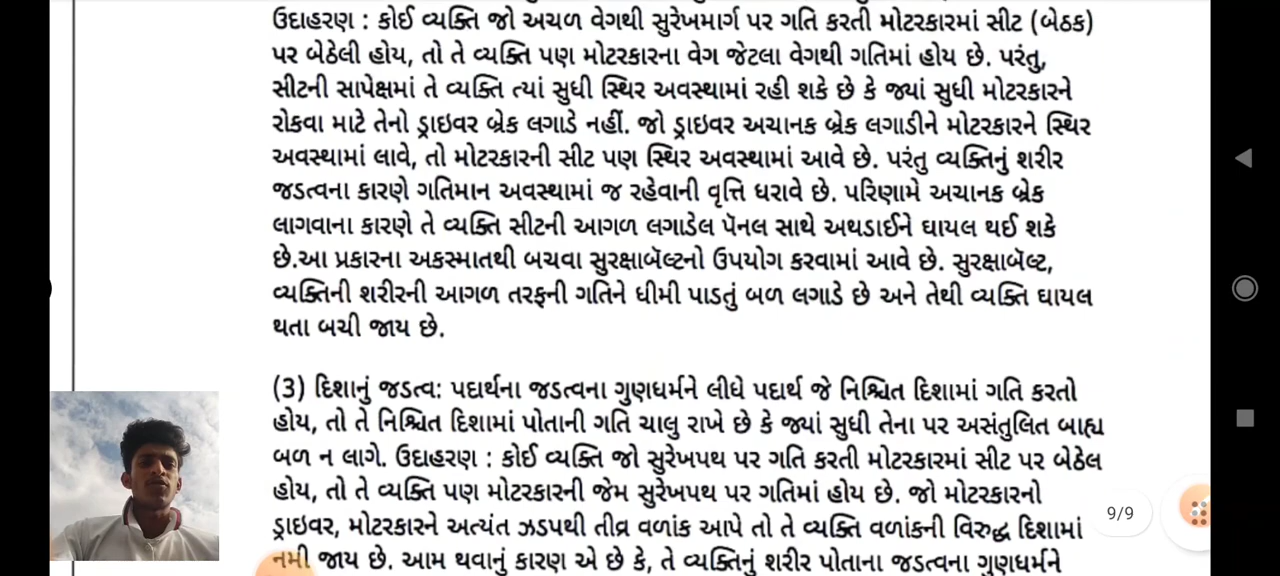 ઉદાહરણ : કોઈ વ્યક્તિ જો અચળ વેગથી સુરેખમાર્ગ પર ગતિ કરતી મોટરકારમાં સીટ (બેઠક)
પર બેઠેલી હોય, તો તે વ્યક્તિ પણ મોટરકારના વેગ જેટલા વેગથી ગતિમાં હોય છે. પરંતુ,
સીટની સાપેક્ષમાં તે વ્યક્તિ ત્યાં સુધી સ્થિર અવસ્થામાં રહી શકે છે કે જ્યાં સુધી મોટરકારને
રોકવા માટે તેનો ડ્રાઇવર બ્રેક લગાડે નહીં. જો ડ્રાઇવર અચાનક બ્રેક લગાડીને મોટરકારને સ્થિર
અવસ્થામાં લાવે, તો મોટરકારની સીટ પણ સ્થિર અવસ્થામાં આવે છે. પરંતુ વ્યક્તિનું શરીર
જડત્વના કારણે ગતિમાન અવસ્થામાં જ રહેવાની વૃત્તિ ધરાવે છે. પરિણામે અચાનક બ્રેક
લાગવાના કારણે તે વ્યક્તિ સીટની આગળ લગાડેલ પૅનલ સાથે અથડાઈને ઘાયલ થઈ શકે
છે.આ પ્રકારના અકસ્માતથી બચવા સુરક્ષાબૅલ્ટનો ઉપયોગ કરવામાં આવે છે. સુરક્ષાબૅલ્ટ,
વ્યક્તિની શરીરની આગળ તરફની ગતિને ધીમી પાડતું બળ લગાડે છે અને તેથી વ્યક્તિ ઘાયલ
થતા બચી જાય છે.
(3) દિશાનું જડત્વ: પદાર્થના જડત્વના ગુણધર્મને લીધે પદાર્થ જે નિશ્ચિત દિશામાં ગતિ કરતો
હોય, તો તે નિશ્ચિત દિશામાં પોતાની ગતિ ચાલુ રાખે છે કે જ્યાં સુધી તેના પર અસંતુલિત બાહ્ય
બળ ન લાગે. ઉદાહરણ : કોઈ વ્યક્તિ જો સુરેખપથ પર ગતિ કરતી મોટરકારમાં સીટ પર બેઠેલ
હોય, તો તે વ્યક્તિ પણ મોટરકારની જેમ સુરેખપથ પર ગતિમાં હોય છે. જો મોટરકારનો
ડ્રાઇવર, મોટરકારને અત્યંત ઝડપથી તીવ્ર વળાંક આપે તો તે વ્યક્તિ વળાંકની વિરુદ્ધ દિશામાં
નમી જાય છે. આમ થવાનું કારણ એ છે કે, તે વ્યક્તિનું શરીર પોતાના જડત્વના ગુણધર્મને
9/9